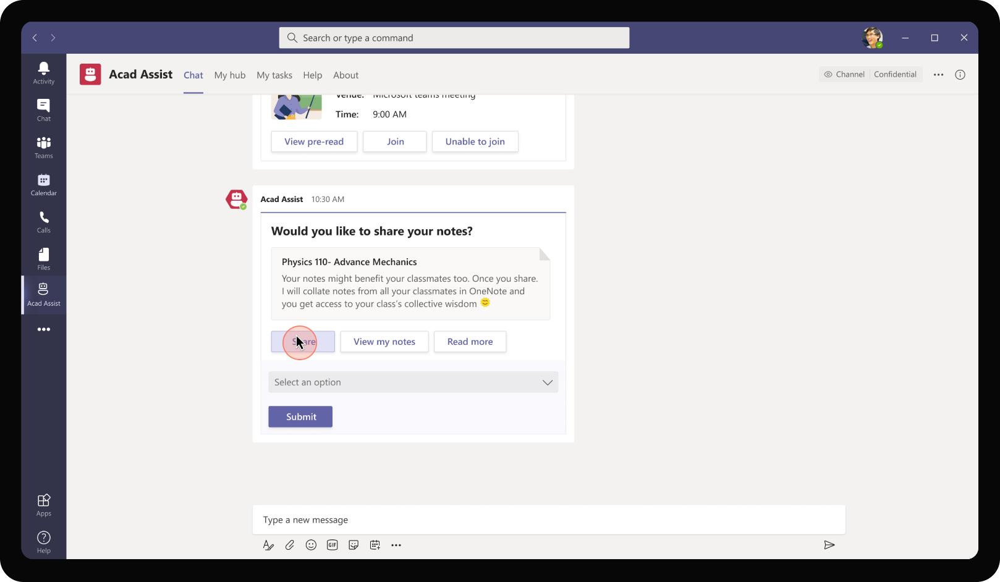 Search or type a command
Activity
Chat
Teams
Calendar
Calls
Files
Acad Assist
Apps
Help
Acad Assist Chat My hub My tasks Help About
Channel Confidential
Venue: Microsoft teams meeting
Time: 9:00 AM
View pre-read Join Unable to join
Acad Assist 10:30 AM
Would you like to share your notes?
Physics 110- Advance Mechanics
Your notes might benefit your classmates too. Once you share.
I will collate notes from all your classmates in OneNote and
you get access to your class’s collective wisdom 😊
Share View my notes Read more
Select an option
Submit
Type a new message
GIF